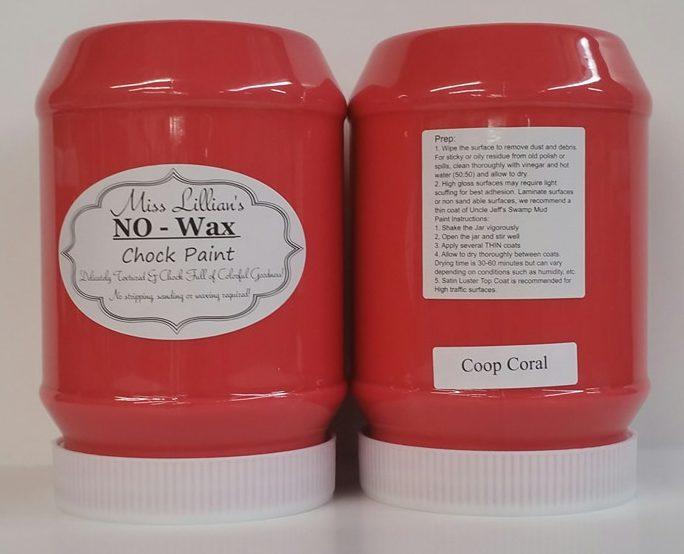 Miss Lillian's
NO - Wax
Chock Paint
Delicately Textured & Chock Full of Colorful Goodness!
No stripping, sanding or waxing required!
Prep:
1. Wipe the surface to remove dust and debris.
For sticky or oily residue from old polish or
spills, clean thoroughly with vinegar and hot
water (50:50) and allow to dry.
2. High gloss surfaces may require light
scuffing for best adhesion. Laminate surfaces
or non sand able surfaces, we recommend a
thin coat of Uncle Jeff's Swamp Mud
Paint Instructions:
1. Shake the Jar vigorously
2, Open the jar and stir well
3. Apply several THIN coats
4. Allow to dry thoroughly between coats.
Drying time is 30-60 minutes but can vary
depending on conditions such as humidity, etc.
5. Satin Luster Top Coat is recommended for
High traffic surfaces.
Coop Coral